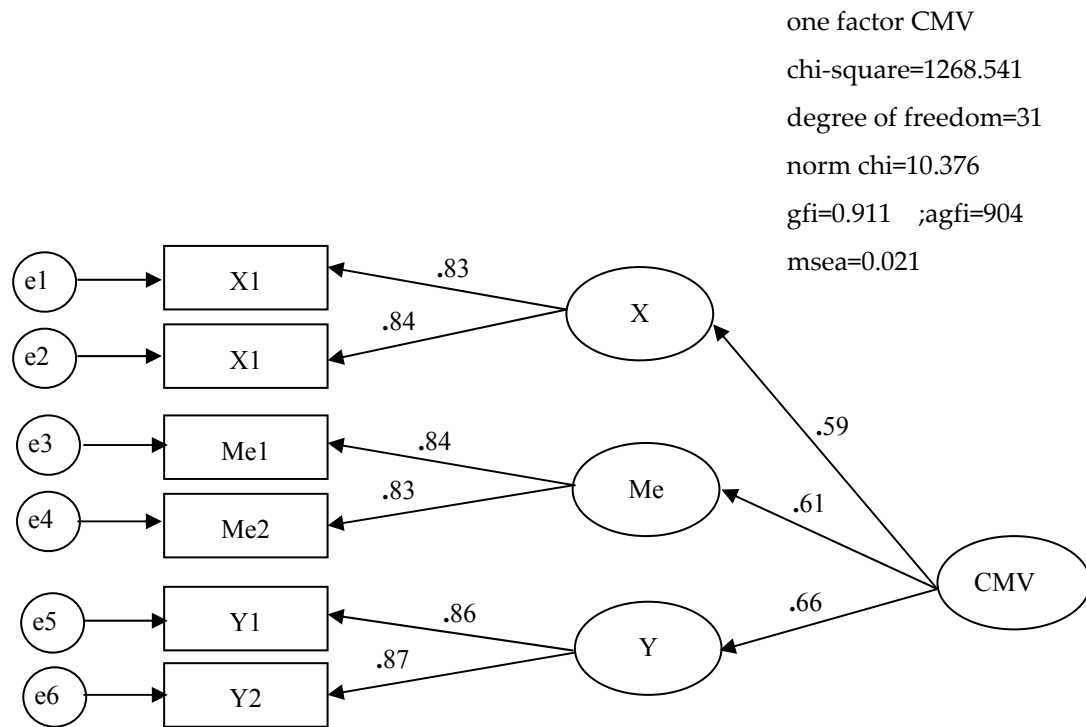 one factor CMV
chi-square=1268.541
degree of freedom=31
norm chi=10.376
gfi=0.911 ;agfi=904
msea=0.021
e1
X1
.83
X
e2
X1
.84
.59
e3
Me1
.84
Me
e4
Me2
.83
.61
CMV
e5
Y1
.86
Y
.66
e6
Y2
.87